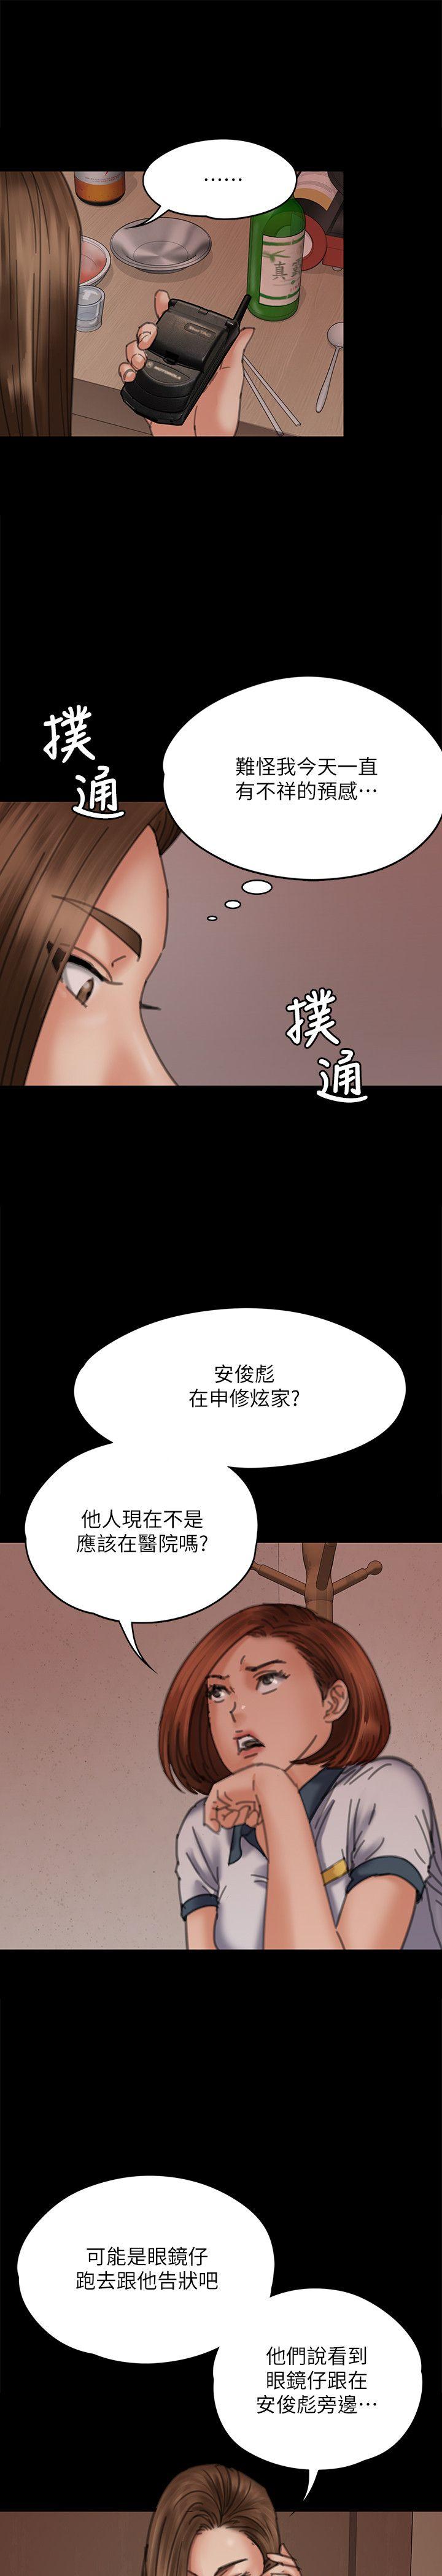 ……
真
MOTOROLA
難怪我今天一直
有不祥的預感…
撲
通
撲
通
安俊彪
在申修炫家?
他人現在不是
應該在醫院嗎?
可能是眼鏡仔
跑去跟他告狀吧
他們說看到
眼鏡仔跟在
安俊彪旁邊…